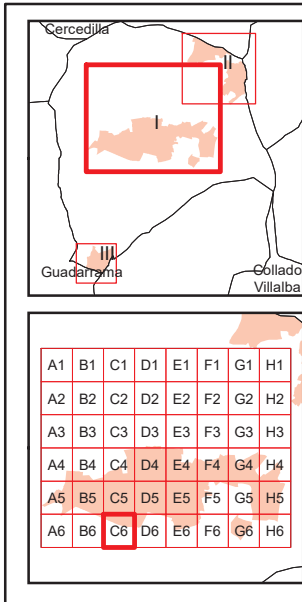 Cercedilla
II
I
III
Guadarrama
Collado
Villalba
A1 B1 C1 D1 E1 F1 G1 H1
A2 B2 C2 D2 E2 F2 G2 H2
A3 B3 C3 D3 E3 F3 G3 H3
A4 B4 C4 D4 E4 F4 G4 H4
A5 B5 C5 D5 E5 F5 G5 H5
A6 B6 C6 D6 E6 F6 G6 H6